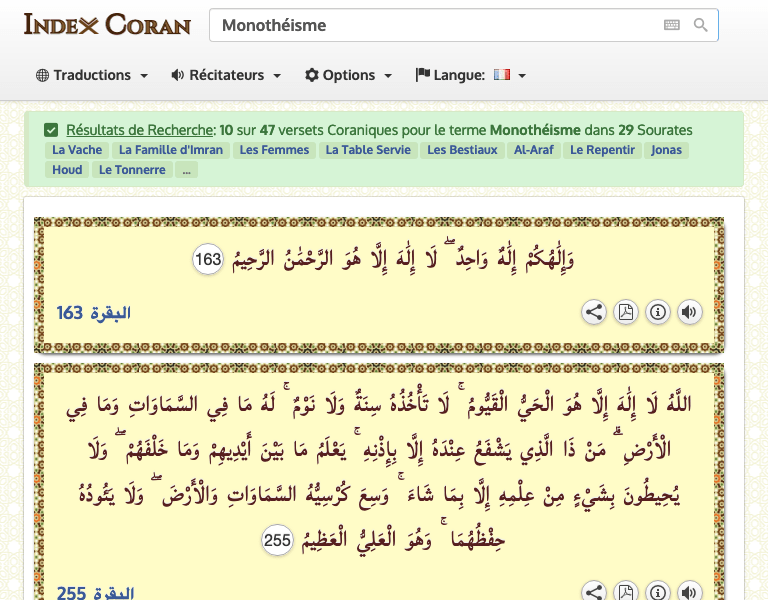 INDEX CORAN
Monothéisme
Traductions Récitateurs Options Langue:
Résultats de Recherche: 10 sur 47 versets Coraniques pour le terme Monothéisme dans 29 Sourates
La Vache La Famille d'Imran Les Femmes La Table Servie Les Bestiaux Al-Araf Le Repentir Jonas
Houd Le Tonnerre ...
وَإِلَٰهُكُمْ إِلَٰهٌ وَاحِدٌ ۖ لَا إِلَٰهَ إِلَّا هُوَ الرَّحْمَٰنُ الرَّحِيمُ 163
البقرة 163
اللَّهُ لَا إِلَٰهَ إِلَّا هُوَ الْحَيُّ الْقَيُّومُ ۚ لَا تَأْخُذُهُ سِنَةٌ وَلَا نَوْمٌ ۚ لَهُ مَا فِي السَّمَاوَاتِ وَمَا فِي
الْأَرْضِ ۗ مَنْ ذَا الَّذِي يَشْفَعُ عِنْدَهُ إِلَّا بِإِذْنِهِ ۚ يَعْلَمُ مَا بَيْنَ أَيْدِيهِمْ وَمَا خَلْفَهُمْ ۖ وَلَا
يُحِيطُونَ بِشَيْءٍ مِنْ عِلْمِهِ إِلَّا بِمَا شَاءَ ۚ وَسِعَ كُرْسِيُّهُ السَّمَاوَاتِ وَالْأَرْضَ ۖ وَلَا يَئُودُهُ
حِفْظُهُمَا ۚ وَهُوَ الْعَلِيُّ الْعَظِيمُ 255
البقرة 255